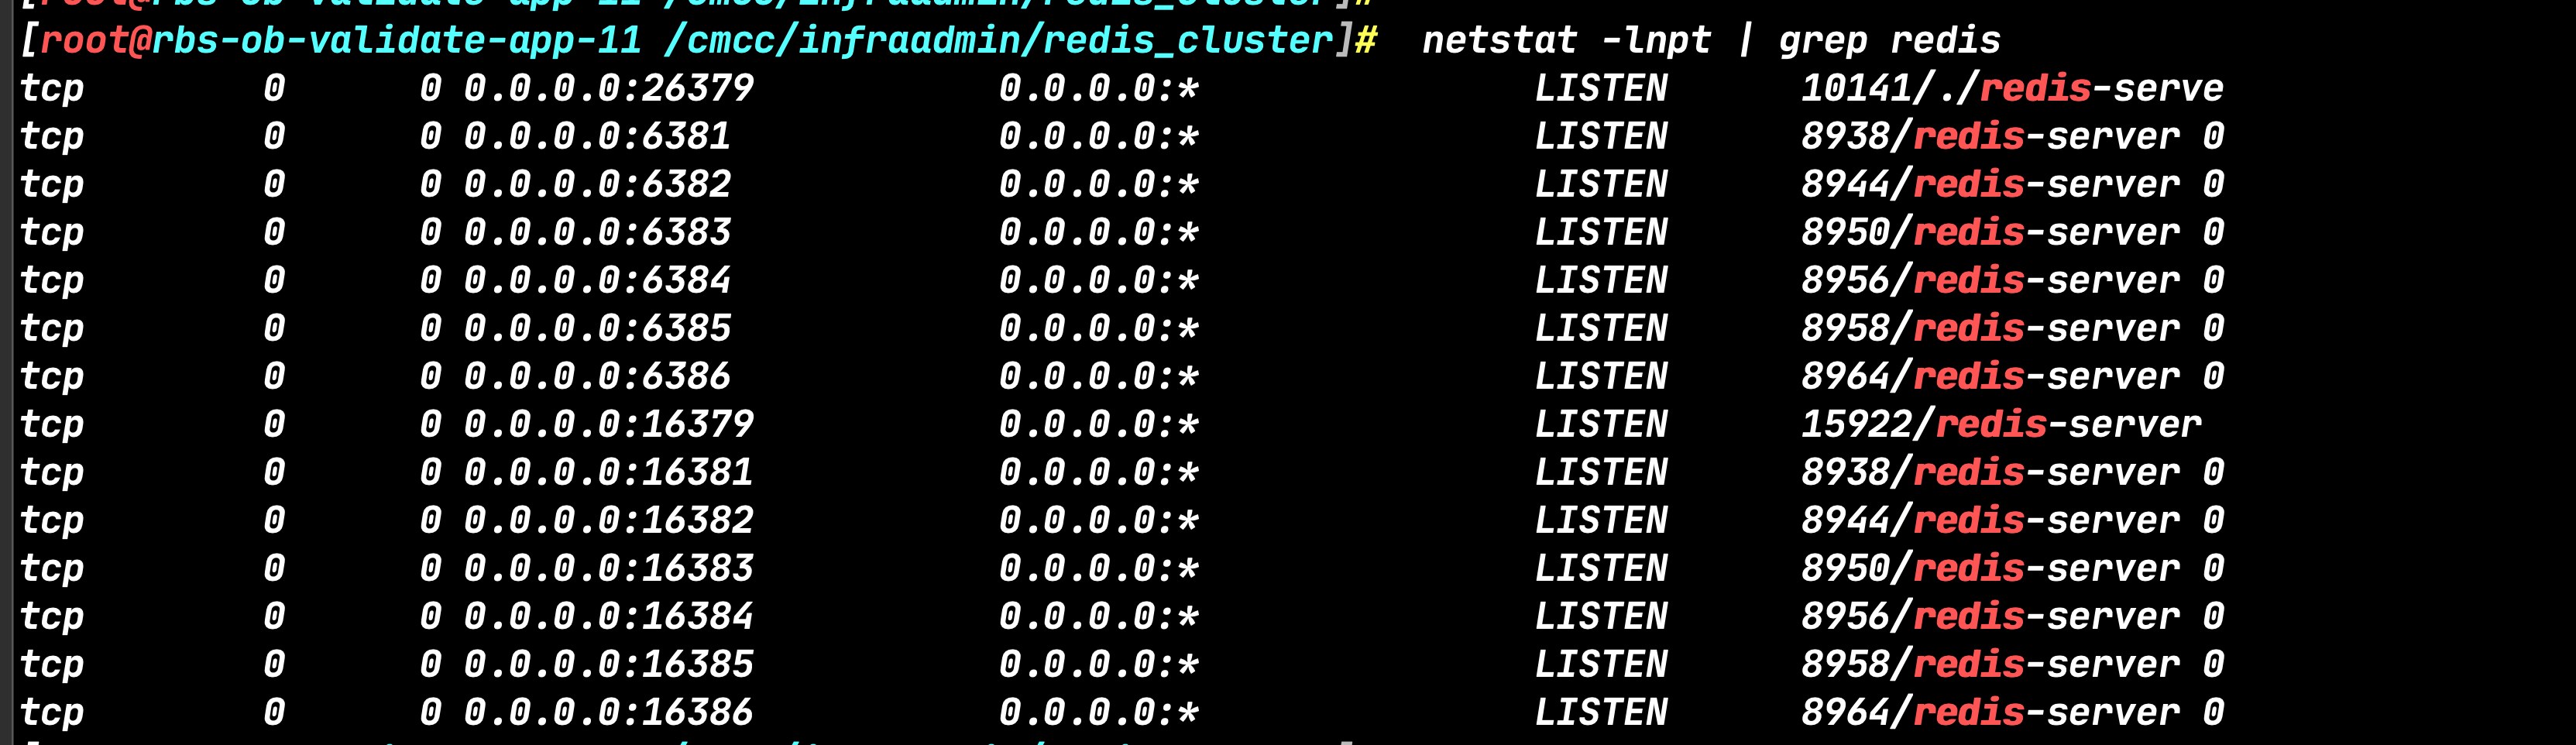 [root@rbs-ob-validate-app-11 /cmcc/infraadmin/redis_cluster]#
[root@rbs-ob-validate-app-11 /cmcc/infraadmin/redis_cluster]# netstat -lnpt | grep redis
tcp 0 0 0.0.0.0:26379 0.0.0.0:* LISTEN 10141/./redis-serve
tcp 0 0 0.0.0.0:6381 0.0.0.0:* LISTEN 8938/redis-server 0
tcp 0 0 0.0.0.0:6382 0.0.0.0:* LISTEN 8944/redis-server 0
tcp 0 0 0.0.0.0:6383 0.0.0.0:* LISTEN 8950/redis-server 0
tcp 0 0 0.0.0.0:6384 0.0.0.0:* LISTEN 8956/redis-server 0
tcp 0 0 0.0.0.0:6385 0.0.0.0:* LISTEN 8958/redis-server 0
tcp 0 0 0.0.0.0:6386 0.0.0.0:* LISTEN 8964/redis-server 0
tcp 0 0 0.0.0.0:16379 0.0.0.0:* LISTEN 15922/redis-server
tcp 0 0 0.0.0.0:16381 0.0.0.0:* LISTEN 8938/redis-server 0
tcp 0 0 0.0.0.0:16382 0.0.0.0:* LISTEN 8944/redis-server 0
tcp 0 0 0.0.0.0:16383 0.0.0.0:* LISTEN 8950/redis-server 0
tcp 0 0 0.0.0.0:16384 0.0.0.0:* LISTEN 8956/redis-server 0
tcp 0 0 0.0.0.0:16385 0.0.0.0:* LISTEN 8958/redis-server 0
tcp 0 0 0.0.0.0:16386 0.0.0.0:* LISTEN 8964/redis-server 0